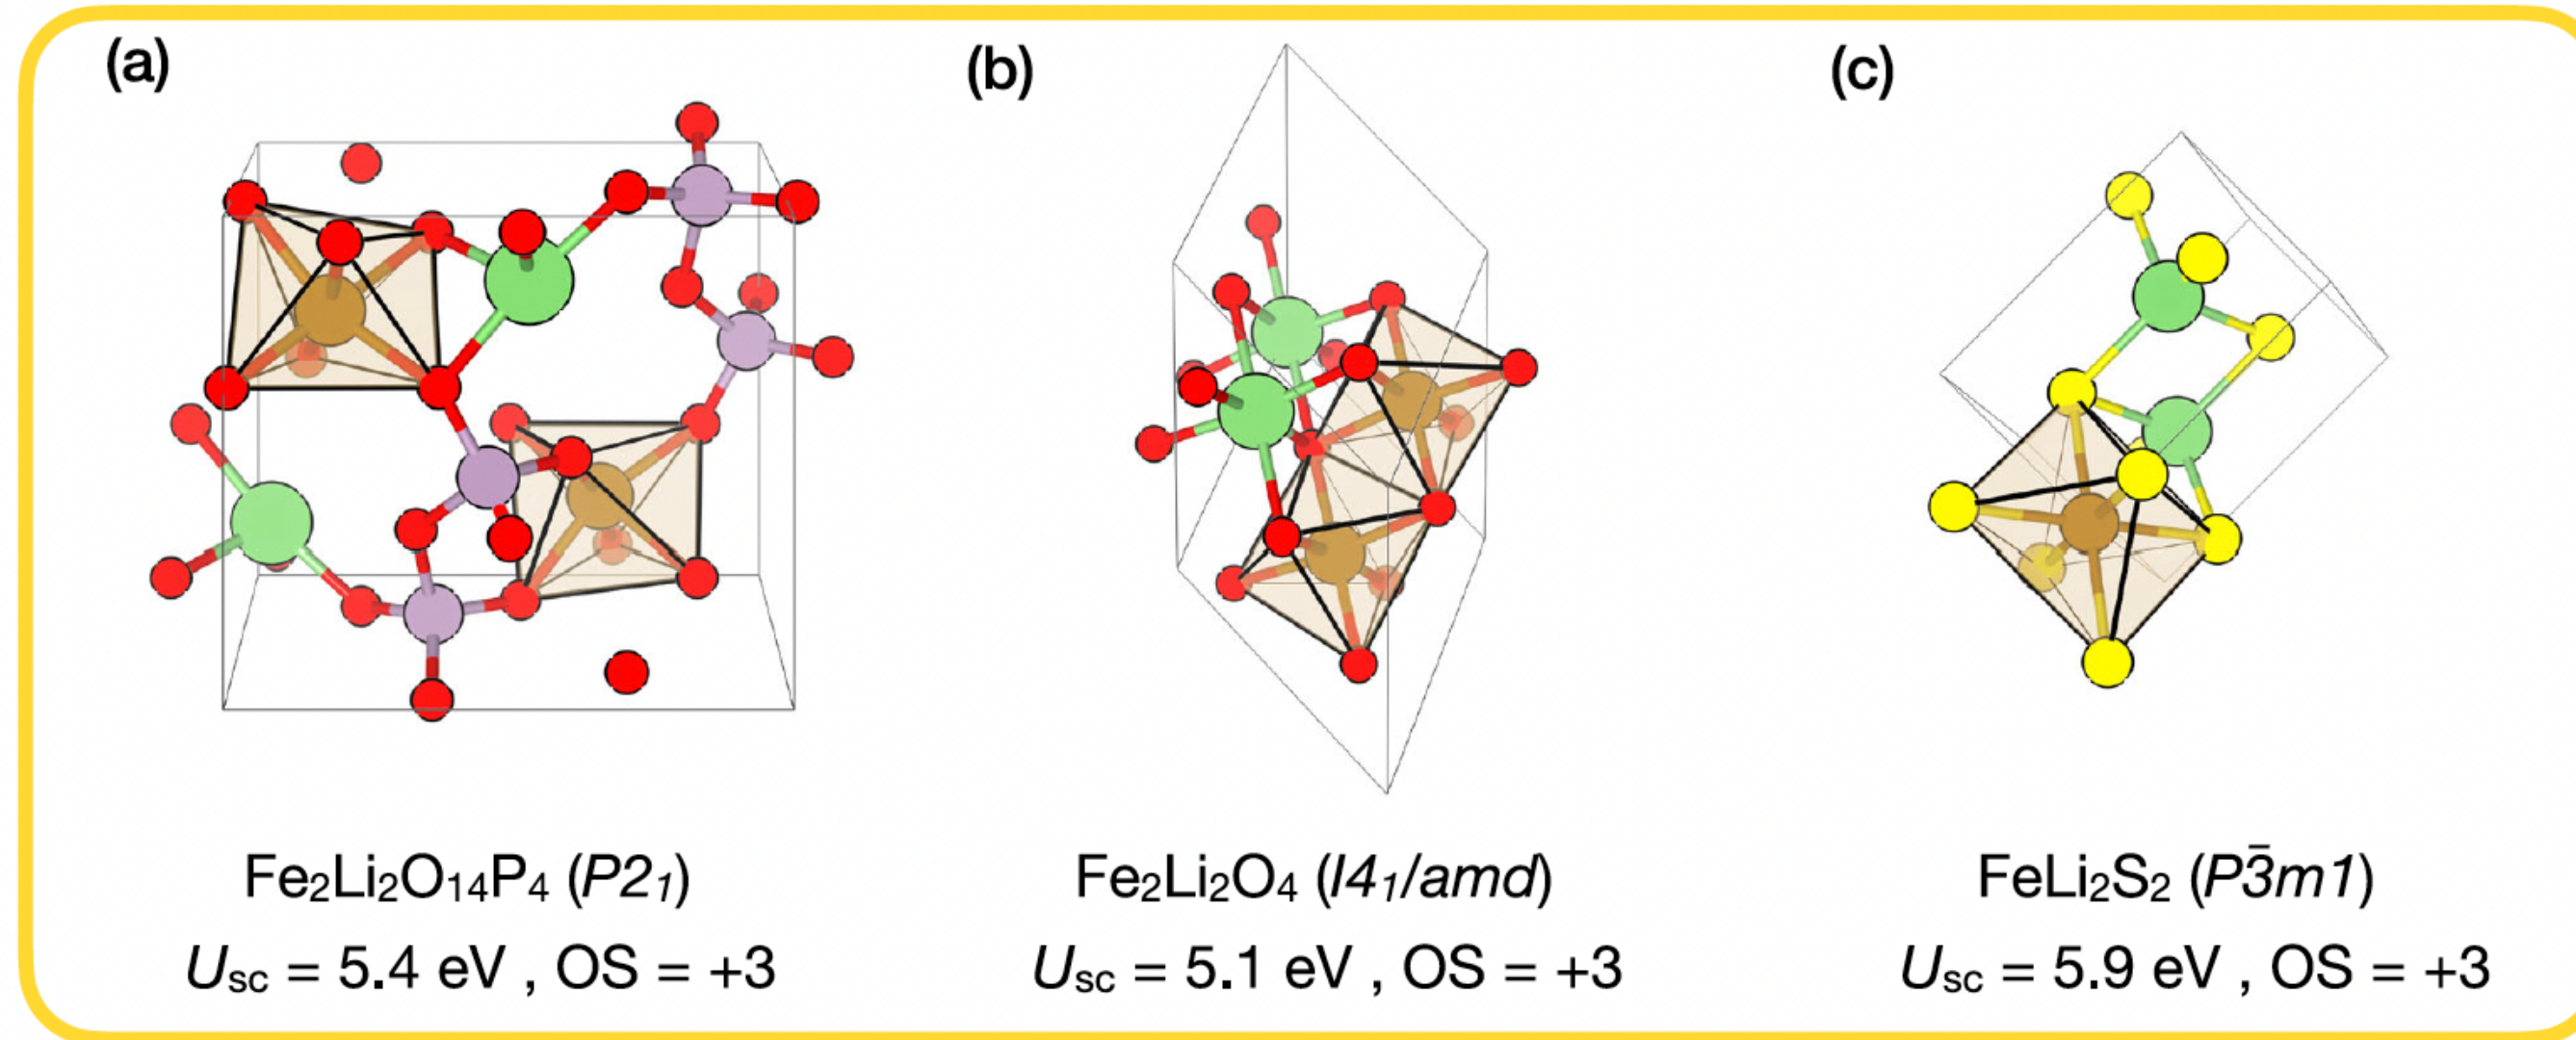 (a)
(b)
(c)
Fe₂Li₂O₁₄P₄ (P2₁)
Fe₂Li₂O₄ (I4₁/amd)
FeLi₂S₂ (P3̄m1)
Usc = 5.4 eV , OS = +3
Usc = 5.1 eV , OS = +3
Usc = 5.9 eV , OS = +3